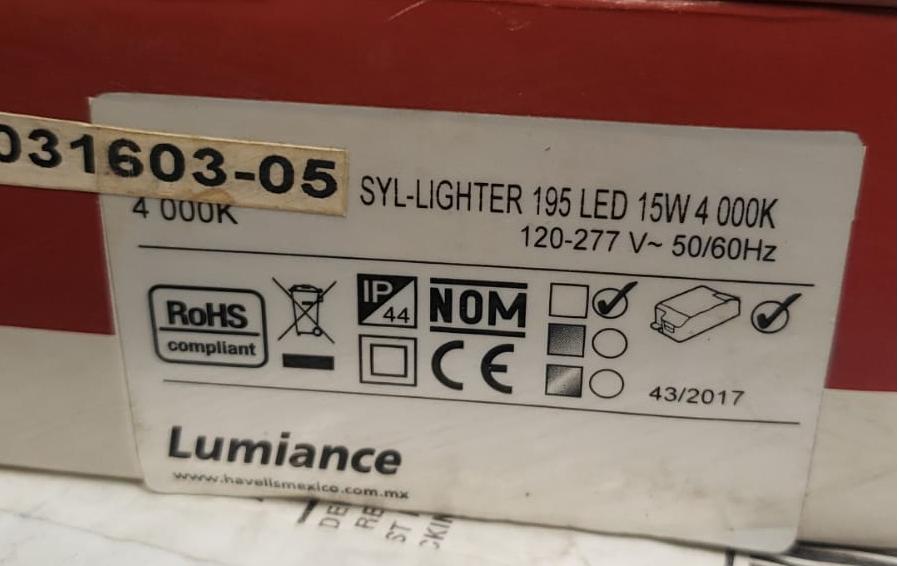 031603-05
SYL-LIGHTER 195 LED 15W 4 000K
4 000K
120-277 V~ 50/60Hz
RoHS
compliant
IP
44
NOM
CE
43/2017
Lumiance
www.havellsmexico.com.mx